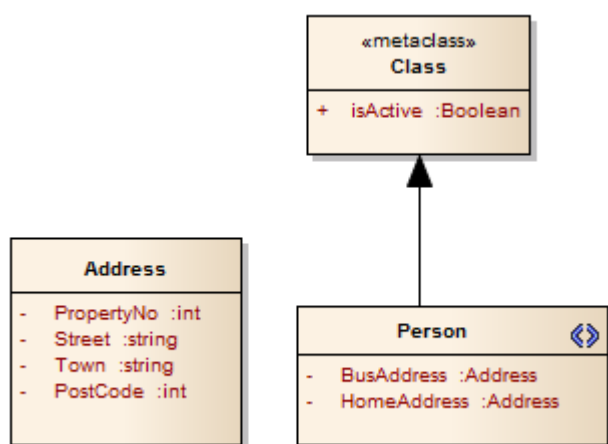 «metaclass»
Class
+ isActive :Boolean
Address
- PropertyNo :int
- Street :string
- Town :string
- PostCode :int
Person
- BusAddress :Address
- HomeAddress :Address